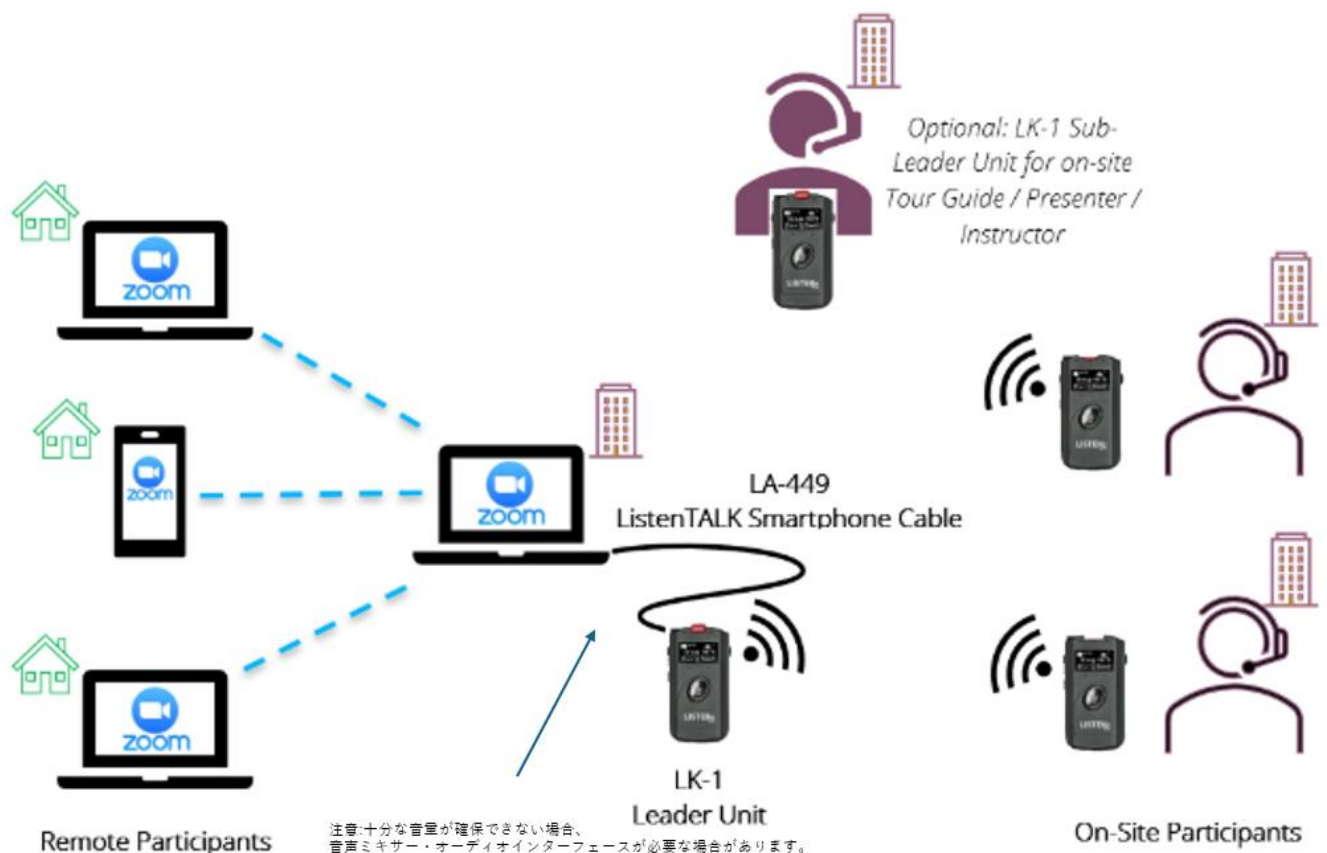 Optional: LK-1 Sub-
Leader Unit for on-site
Tour Guide / Presenter /
Instructor
zoom
zoom
zoom
zoom
LA-449
ListenTALK Smartphone Cable
LK-1
Leader Unit
Remote Participants
注意:十分な音量が確保できない場合、
音声ミキサー・オーディオインターフェースが必要な場合があります。
On-Site Participants